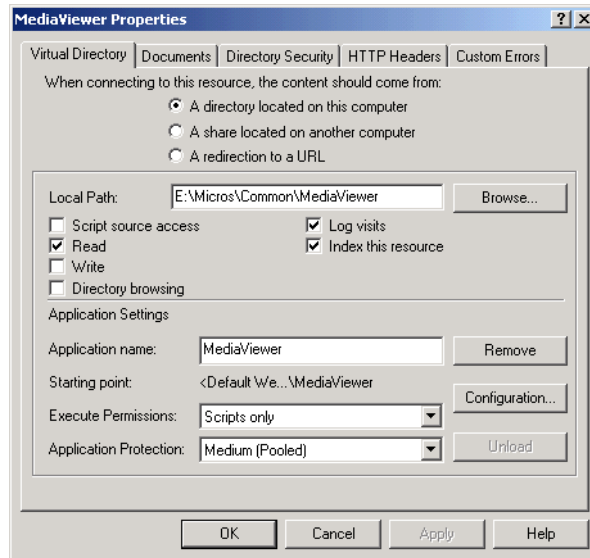 MediaViewer Properties
Virtual Directory Documents Directory Security HTTP Headers Custom Errors
When connecting to this resource, the content should come from:
A directory located on this computer
A share located on another computer
A redirection to a URL
Local Path: E:\Micros\Common\MediaViewer Browse...
Script source access Log visits
Read Index this resource
Write
Directory browsing
Application Settings
Application name: MediaViewer Remove
Starting point: <Default We...\MediaViewer
Configuration...
Execute Permissions: Scripts only
Application Protection: Medium (Pooled) Unload
OK Cancel Apply Help